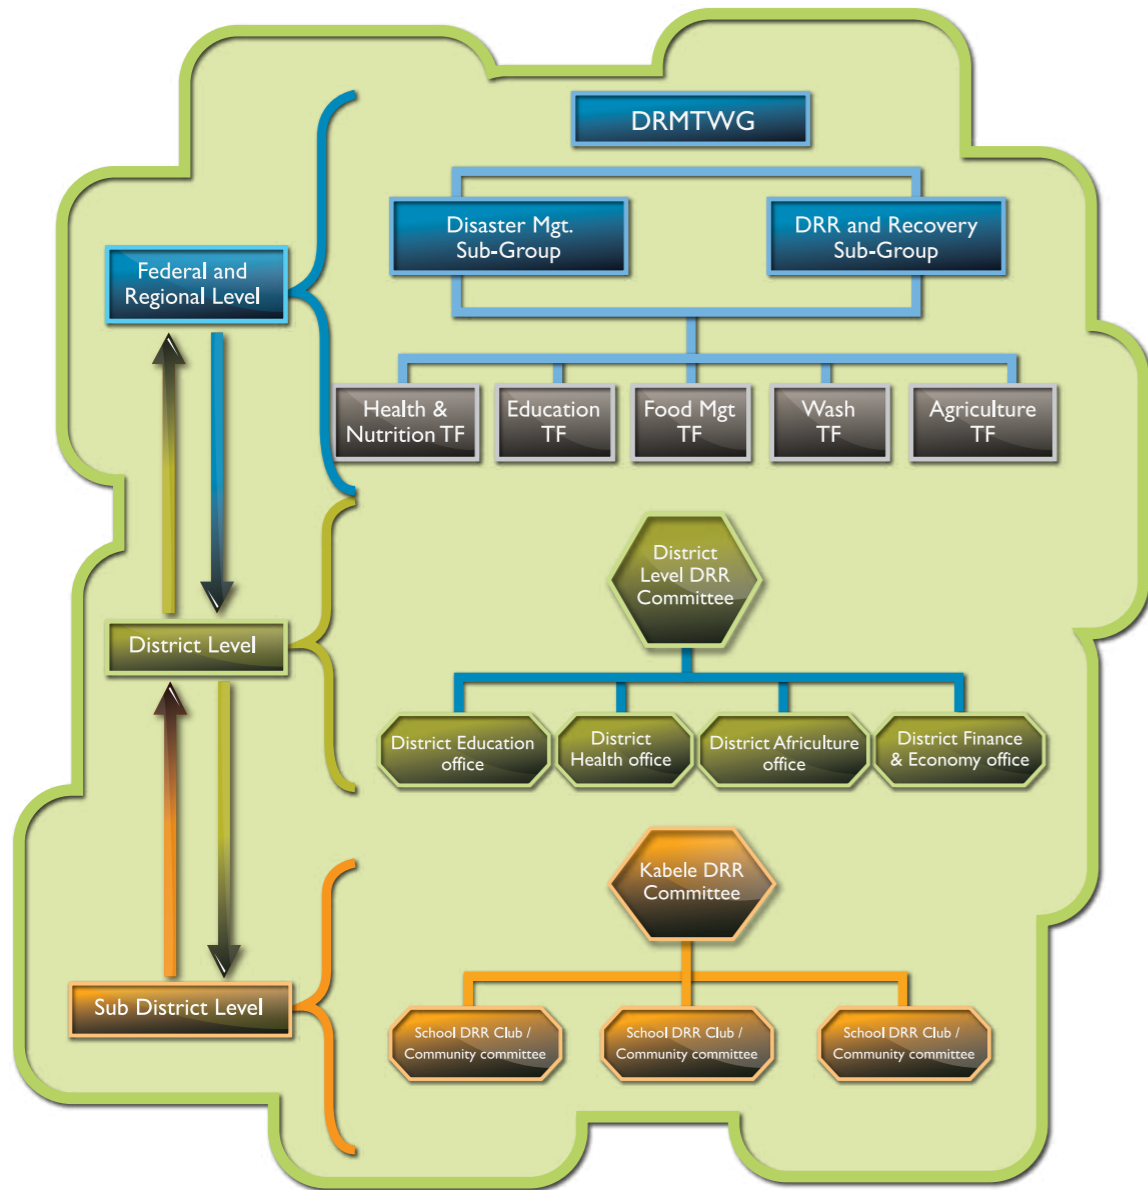 DRMTWG
Disaster Mgt.
Sub-Group
DRR and Recovery
Sub-Group
Federal and
Regional Level
Health &
Nutrition TF
Education
TF
Food Mgt
TF
Wash
TF
Agriculture
TF
District
Level DRR
Committee
District Level
District Education
office
District
Health office
District Africulture
office
District Finance
& Economy office
Kabele DRR
Committee
Sub District Level
School DRR Club /
Community committee
School DRR Club /
Community committee
School DRR Club /
Community committee